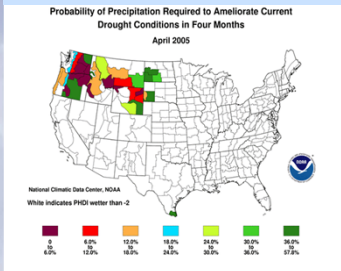 Probability of Precipitation Required to Ameliorate Current
Drought Conditions in Four Months
April 2005
NOAA
National Climatic Data Center, NOAA
White indicates PHDI wetter than -2
0 to 6.0%
6.0% to 12.0%
12.0% to 18.0%
18.0% to 24.0%
24.0% to 30.0%
30.0% to 36.0%
36.0% to 57.8%